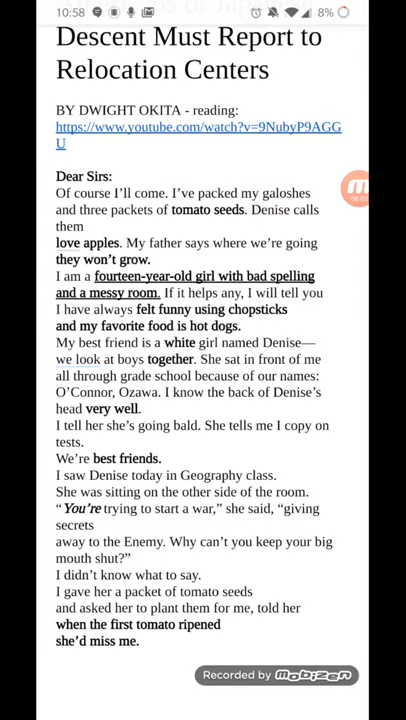 10:58
8%
Descent Must Report to
Relocation Centers
BY DWIGHT OKITA - reading:
https://www.youtube.com/watch?v=9NubyP9AGG
U
Dear Sirs:
Of course I’ll come. I’ve packed my galoshes
and three packets of tomato seeds. Denise calls
them
love apples. My father says where we’re going
they won’t grow.
I am a fourteen-year-old girl with bad spelling
and a messy room. If it helps any, I will tell you
I have always felt funny using chopsticks
and my favorite food is hot dogs.
My best friend is a white girl named Denise—
we look at boys together. She sat in front of me
all through grade school because of our names:
O’Connor, Ozawa. I know the back of Denise’s
head very well.
I tell her she’s going bald. She tells me I copy on
tests.
We’re best friends.
I saw Denise today in Geography class.
She was sitting on the other side of the room.
“You’re trying to start a war,” she said, “giving
secrets
away to the Enemy. Why can’t you keep your big
mouth shut?”
I didn’t know what to say.
I gave her a packet of tomato seeds
and asked her to plant them for me, told her
when the first tomato ripened
she’d miss me.
Recorded by mobizen